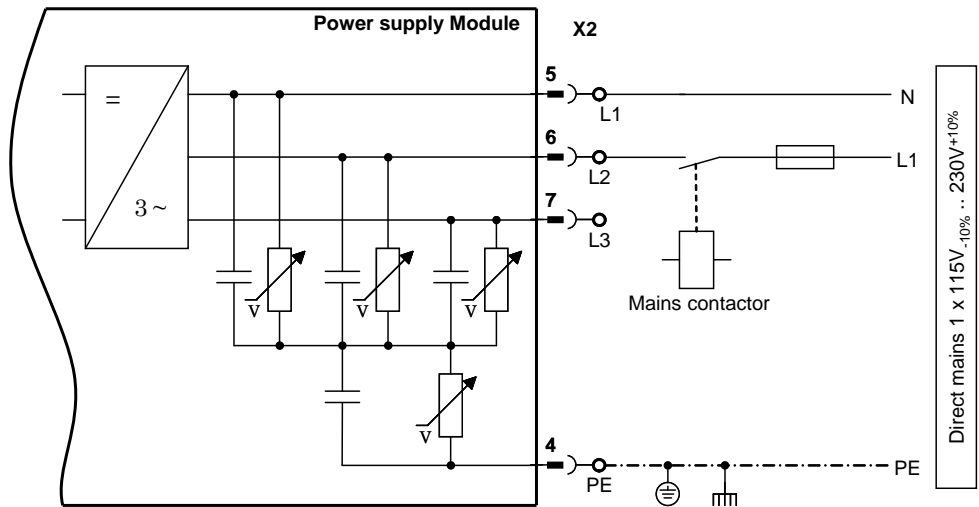 Power supply Module
X2
5
=
L1
N
6
L2
L1
3 ~
7
L3
V
V
V
Mains contactor
V
4
PE
PE
Direct mains 1 x 115V-10% .. 230V+10%